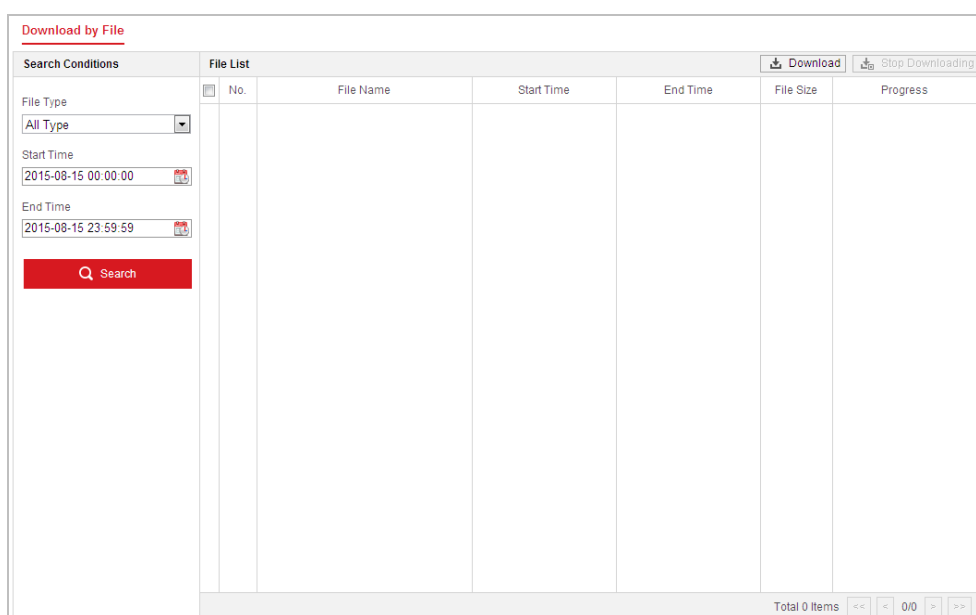 Download by File
Search Conditions
File List
Download
Stop Downloading
No.
File Name
Start Time
End Time
File Size
Progress
File Type
All Type
Start Time
2015-08-15 00:00:00
End Time
2015-08-15 23:59:59
Search
Total 0 Items << < 0/0 > >>